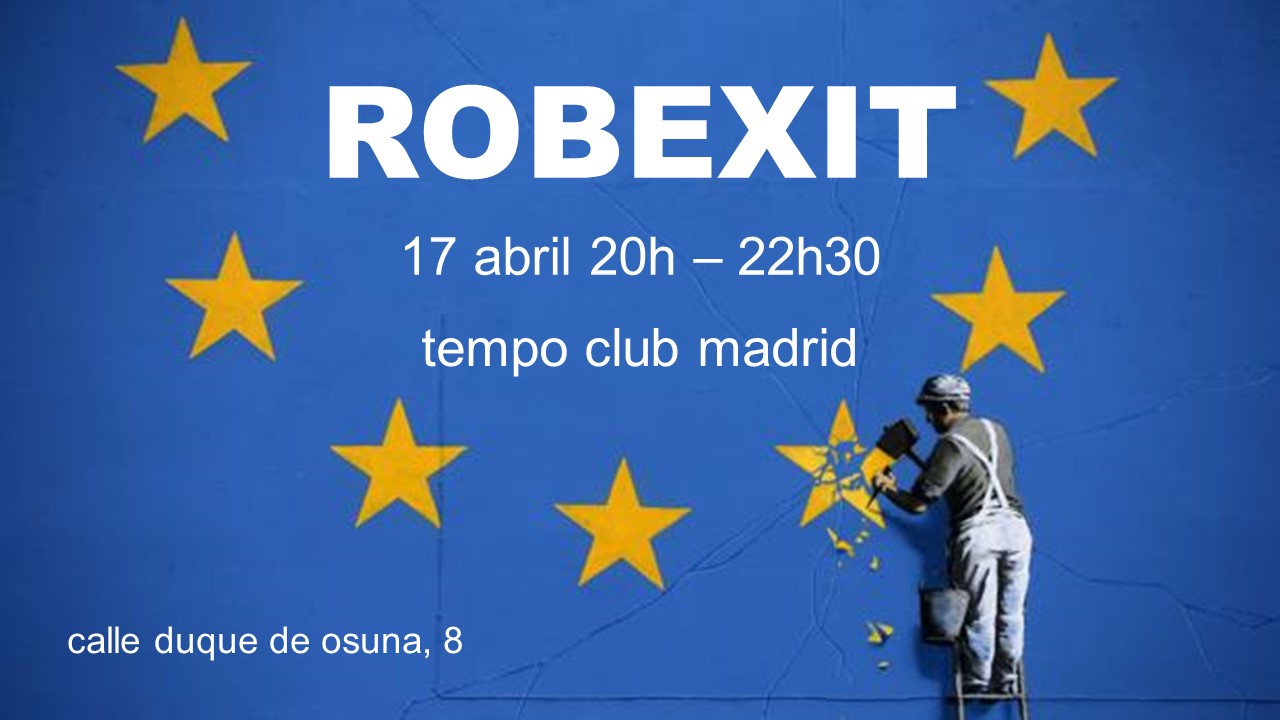 ROBEXIT
17 abril 20h – 22h30
tempo club madrid
calle duque de osuna, 8